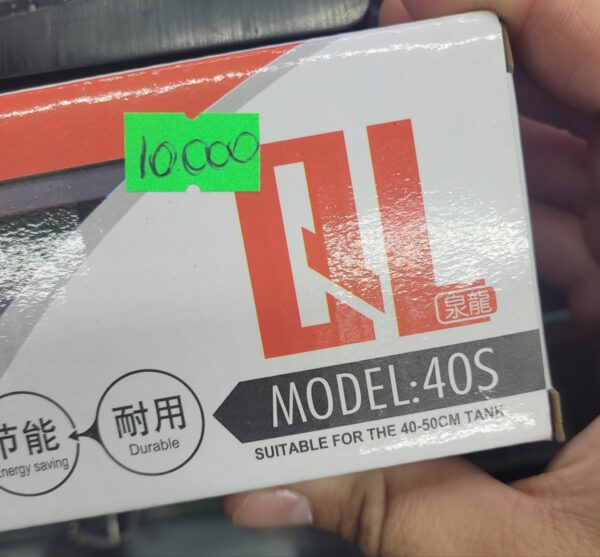 10.000
QL
泉龍
MODEL:40S
SUITABLE FOR THE 40-50CM TANK
节能
nergy saving
耐用
Durable